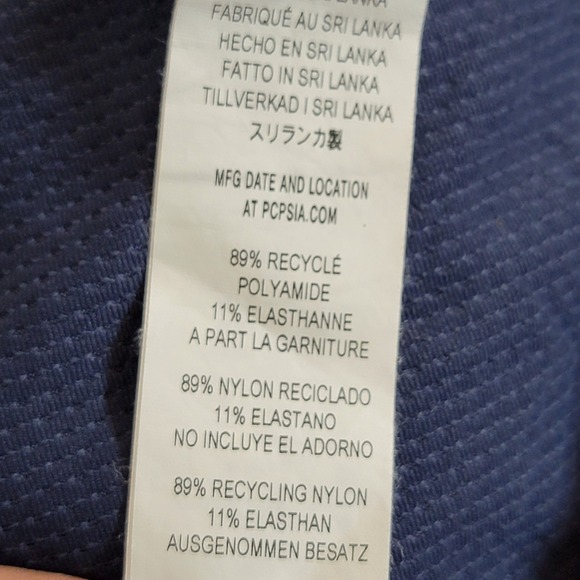 LANKA
FABRIQUÉ AU SRI LANKA
HECHO EN SRI LANKA
FATTO IN SRI LANKA
TILLVERKAD I SRI LANKA
スリランカ製
MFG DATE AND LOCATION
AT PCPSIA.COM
89% RECYCLÉ
POLYAMIDE
11% ELASTHANNE
A PART LA GARNITURE
89% NYLON RECICLADO
11% ELASTANO
NO INCLUYE EL ADORNO
89% RECYCLING NYLON
11% ELASTHAN
AUSGENOMMEN BESATZ